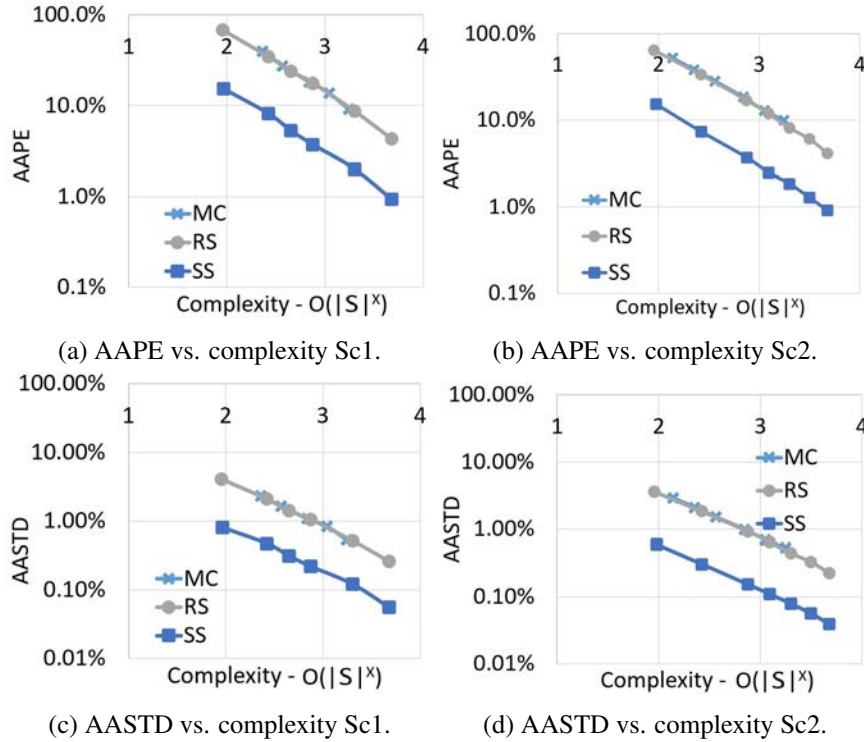 100.0%
1 2 3 4
10.0%
AAPE
1.0%
MC
RS
SS
0.1%
Complexity - O(|S|ˣ)
(a) AAPE vs. complexity Sc1.
100.0%
1 2 3 4
10.0%
AAPE
1.0%
MC
RS
SS
0.1%
Complexity - O(|S|ˣ)
(b) AAPE vs. complexity Sc2.
100.00%
1 2 3 4
10.00%
AASTD
1.00%
0.10%
MC
RS
SS
0.01%
Complexity - O(|S|ˣ)
(c) AASTD vs. complexity Sc1.
100.00%
1 2 3 4
10.00%
MC
RS
SS
AASTD
1.00%
0.10%
0.01%
Complexity - O(|S|ˣ)
(d) AASTD vs. complexity Sc2.